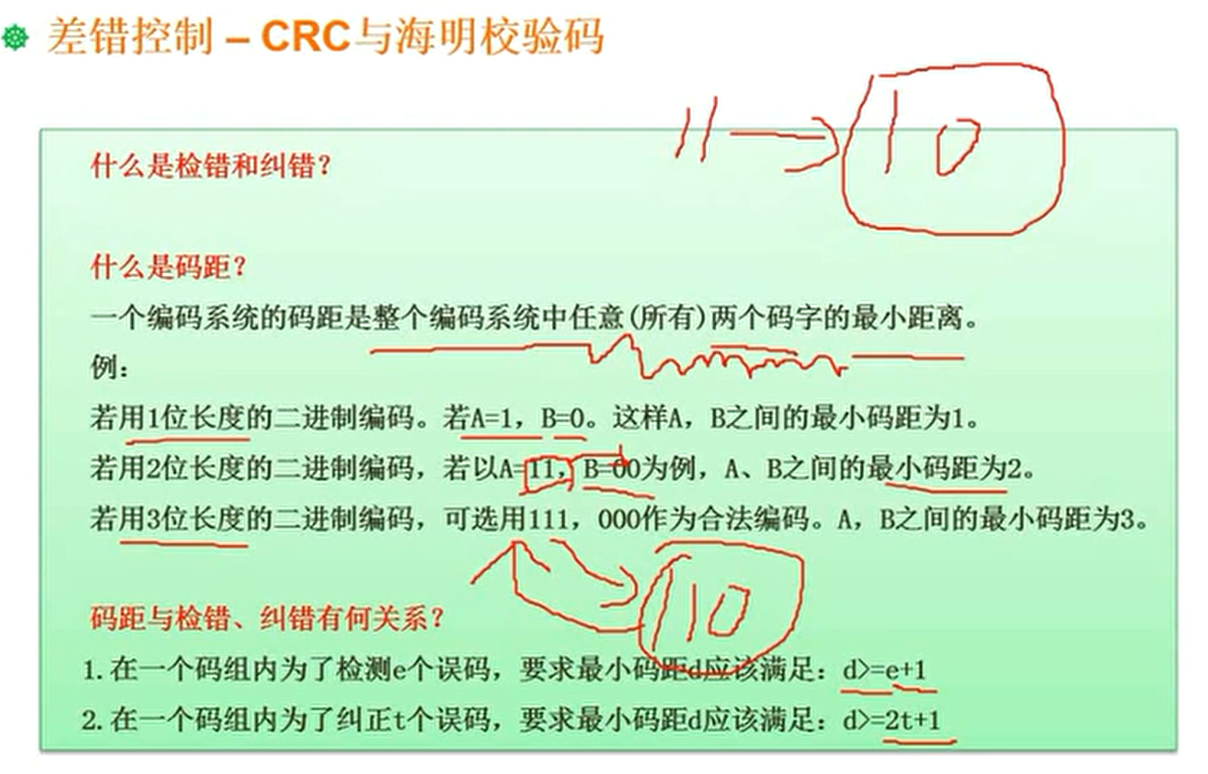 差错控制 – CRC与海明校验码
11 → 10
什么是检错和纠错？
什么是码距？
一个编码系统的码距是整个编码系统中任意(所有)两个码字的最小距离。
例：
若用1位长度的二进制编码。若A=1，B=0。这样A，B之间的最小码距为1。
若用2位长度的二进制编码，若以A=11，B=00为例，A、B之间的最小码距为2。
若用3位长度的二进制编码，可选用111，000作为合法编码。A，B之间的最小码距为3。
110
码距与检错、纠错有何关系？
1.在一个码组内为了检测e个误码，要求最小码距d应该满足：d>=e+1
2.在一个码组内为了纠正t个误码，要求最小码距d应该满足：d>=2t+1